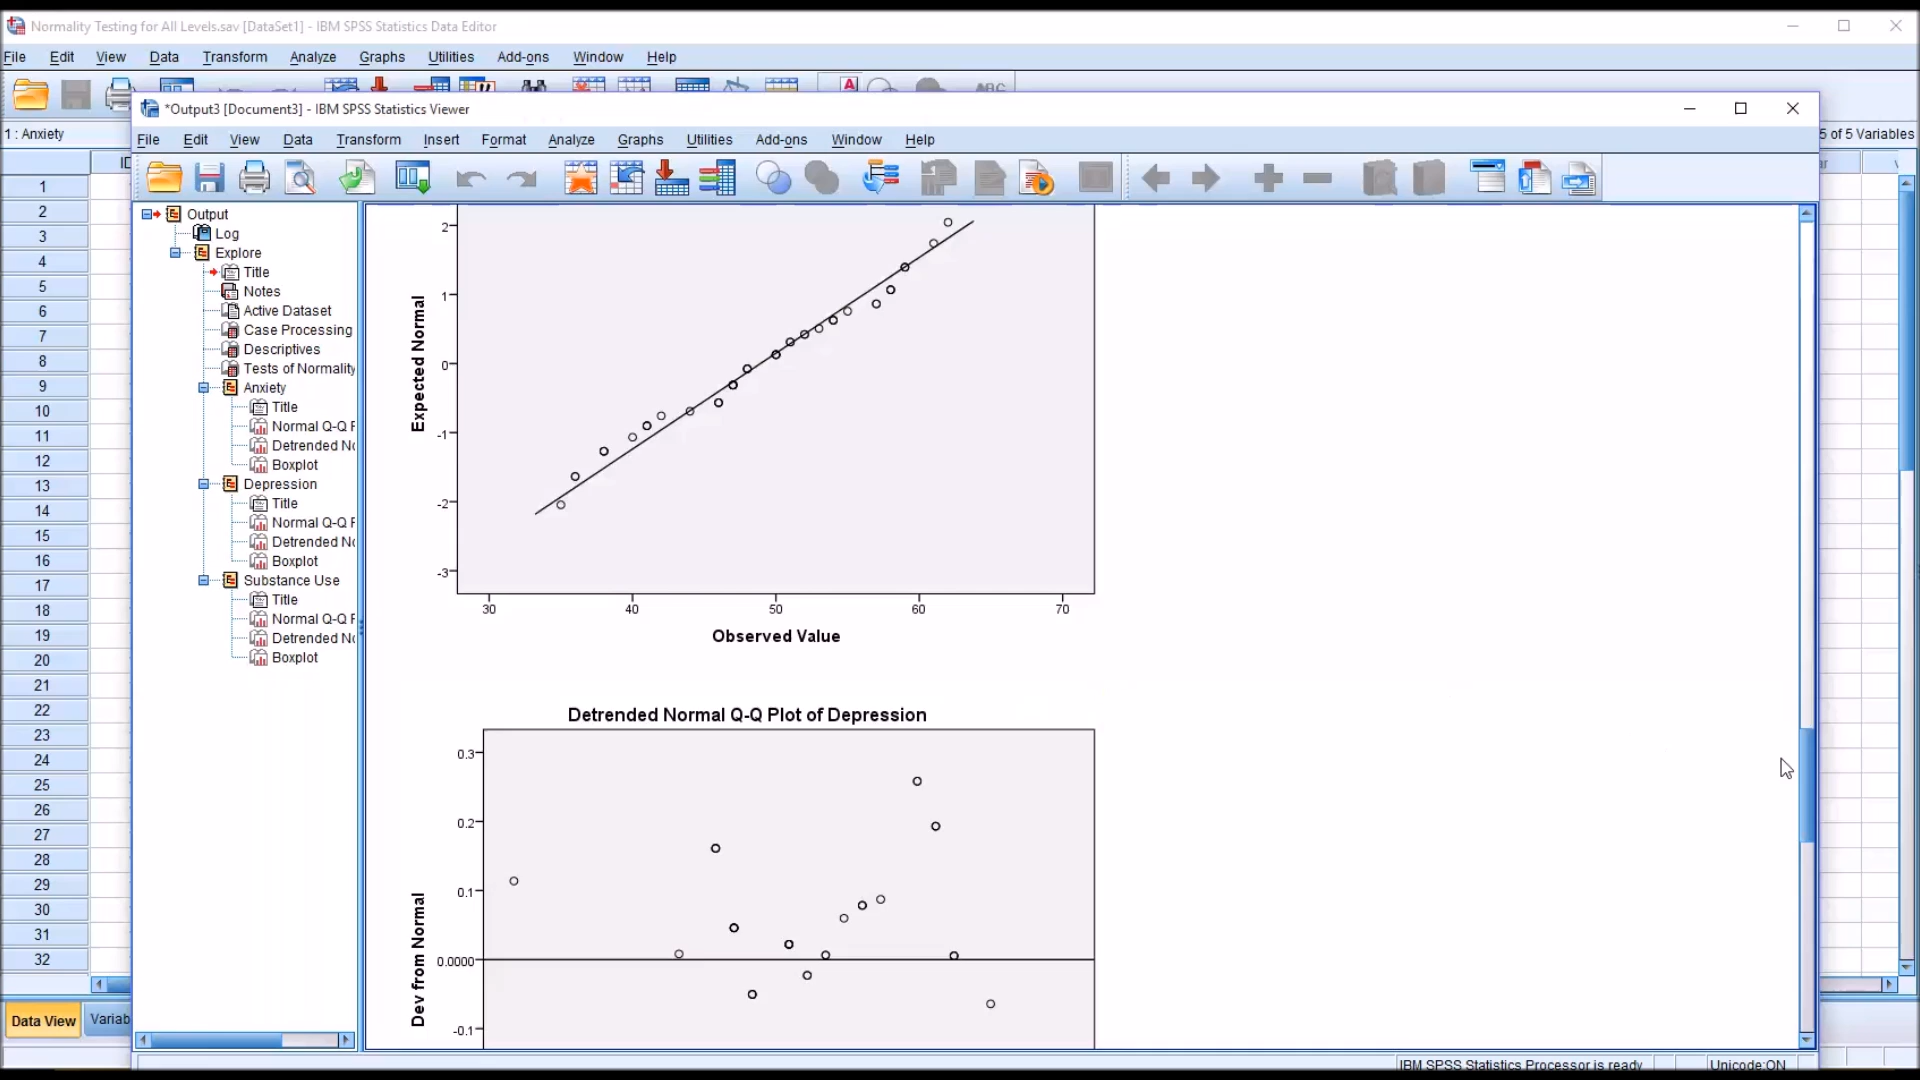 Normality Testing for All Levels.sav [DataSet1] - IBM SPSS Statistics Data Editor
File Edit View Data Transform Analyze Graphs Utilities Add-ons Window Help
*Output3 [Document3] - IBM SPSS Statistics Viewer
1 : Anxiety
5 of 5 Variables
File Edit View Data Transform Insert Format Analyze Graphs Utilities Add-ons Window Help
1
2
3
4
5
6
7
8
9
10
11
12
13
14
15
16
17
18
19
20
21
22
23
24
25
26
27
28
29
30
31
32
Data View
Variab
Output
Log
Explore
Title
Notes
Active Dataset
Case Processing
Descriptives
Tests of Normality
Anxiety
Title
Normal Q-Q P
Detrended No
Boxplot
Depression
Title
Normal Q-Q P
Detrended No
Boxplot
Substance Use
Title
Normal Q-Q P
Detrended No
Boxplot
Expected Normal
2
1
0
-1
-2
-3
30 40 50 60 70
Observed Value
Detrended Normal Q-Q Plot of Depression
Dev from Normal
0.3
0.2
0.1
0.0000
-0.1
IBM SPSS Statistics Processor is ready
Unicode:ON